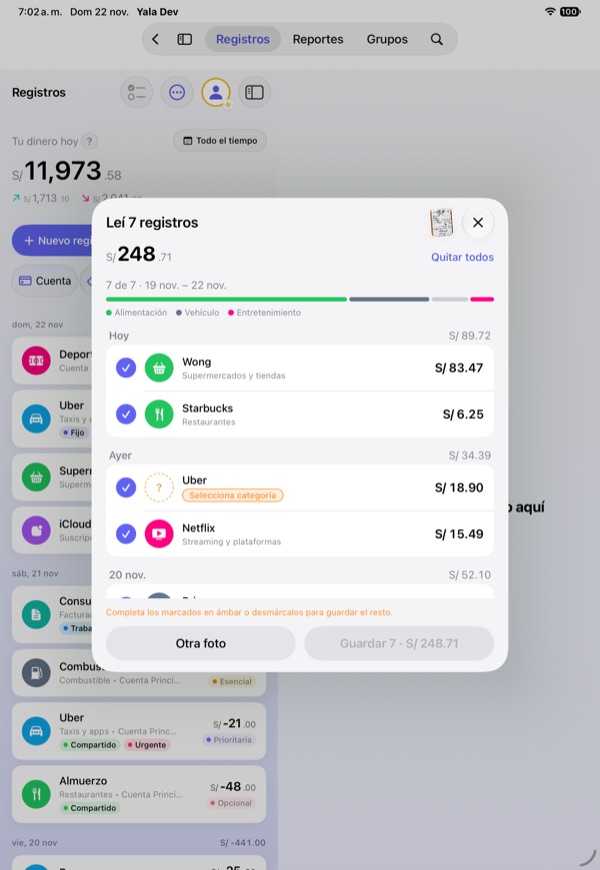 7:02 a. m. Dom 22 nov. Yala Dev
100
Registros Reportes Grupos
Registros
Tu dinero hoy ?
Todo el tiempo
S/ 11,973 .58
S/ 1,713 .10
+ Nuevo regi
Cuenta
dom, 22 nov
Depor
Cuenta
Uber
Taxis y
Fijo
Super
Superm
iCloud
Suscrip
sáb, 21 nov
Consu
Factura
Traba
Combus
Combustible • Cuenta Princi...
Esencial
Uber
Taxis y apps • Cuenta Princ...
Compartido Urgente
S/ -21 .00
Prioritaria
Almuerzo
Restaurantes • Cuenta Princi...
Compartido
S/ -48 .00
Opcional
vie, 20 nov S/ -441.00
Leí 7 registros
S/ 248 .71
Quitar todos
7 de 7 · 19 nov. – 22 nov.
Alimentación Vehículo Entretenimiento
Hoy S/ 89.72
Wong
Supermercados y tiendas
S/ 83.47
Starbucks
Restaurantes
S/ 6.25
Ayer S/ 34.39
? Uber
Selecciona categoría
S/ 18.90
Netflix
Streaming y plataformas
S/ 15.49
20 nov. S/ 52.10
Completa los marcados en ámbar o desmárcalos para guardar el resto.
Otra foto
Guardar 7 · S/ 248.71
aquí